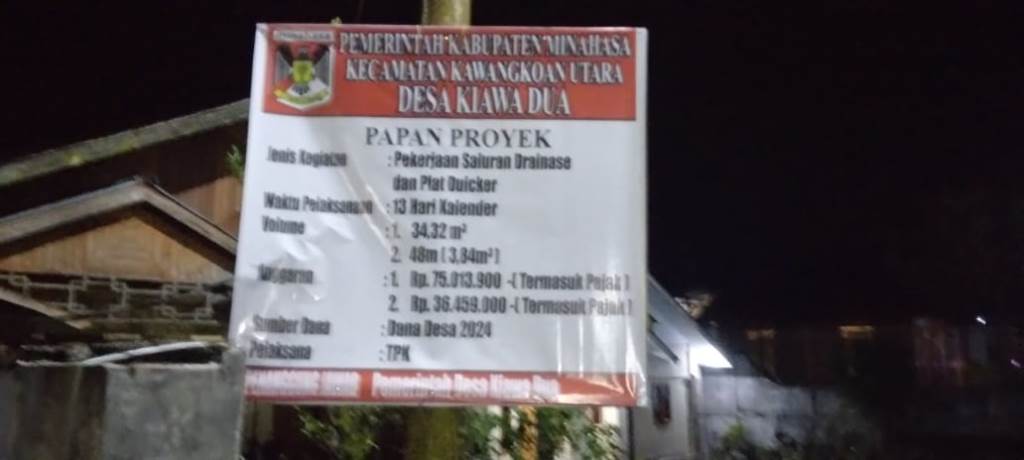 PEMERINTAH KABUPATEN MINAHASA
KECAMATAN KAWANGKOAN UTARA
DESA KIAWA DUA
PAPAN PROYEK
Jenis Kegiatan : Pekerjaan Saluran Drainase
dan Plat Duicker
Waktu Pelaksanaan : 13 Hari Kalender
Volume : 1. 34,32 m³
2. 48m ( 3,84m³ )
Anggaran : 1. Rp. 75.013.900 -( Termasuk Pajak )
2. Rp. 36.459.000 -( Termasuk Pajak )
Sumber Dana : Dana Desa 2024
Pelaksana : TPK
Pemerintah Desa Kiawa Dua